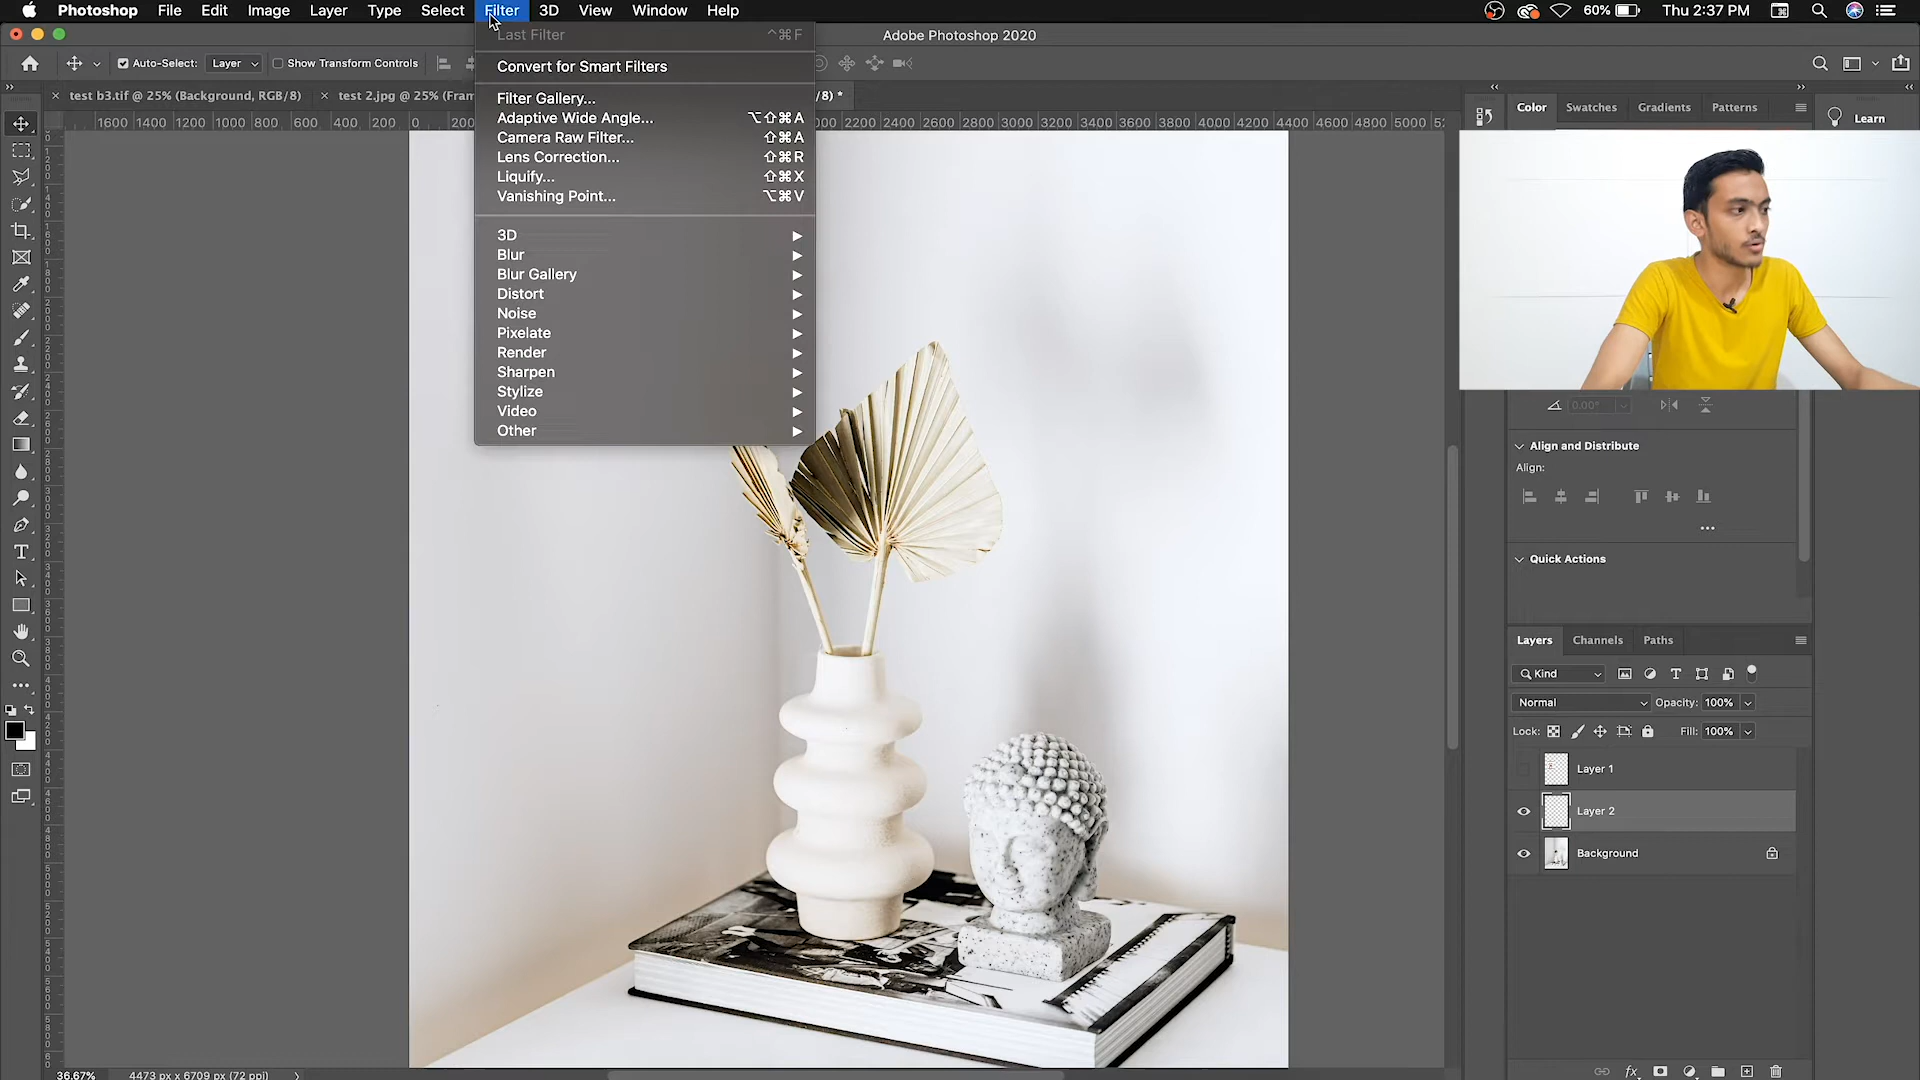 Photoshop File Edit Image Layer Type Select Filter 3D View Window Help 60% Thu 2:37 PM
Adobe Photoshop 2020
Auto-Select: Layer Show Transform Controls
× test b3.tif @ 25% (Background, RGB/8) × test 2.jpg @ 25% (Fram /8) *
1600 1400 1200 1000 800 600 400 200 0 200 2200 2400 2600 2800 3000 3200 3400 3600 3800 4000 4200 4400 4600 4800 5000
Last Filter ^⌘F
Convert for Smart Filters
Filter Gallery...
Adaptive Wide Angle... ⌥⇧⌘A
Camera Raw Filter... ⇧⌘A
Lens Correction... ⇧⌘R
Liquify... ⇧⌘X
Vanishing Point... ⌥⌘V
3D
Blur
Blur Gallery
Distort
Noise
Pixelate
Render
Sharpen
Stylize
Video
Other
Color Swatches Gradients Patterns
Learn
0.00°
Align and Distribute
Align:
Quick Actions
Layers Channels Paths
Kind
Normal Opacity: 100%
Lock: Fill: 100%
Layer 1
Layer 2
Background
36.67% 4473 px x 6709 px (72 ppi)